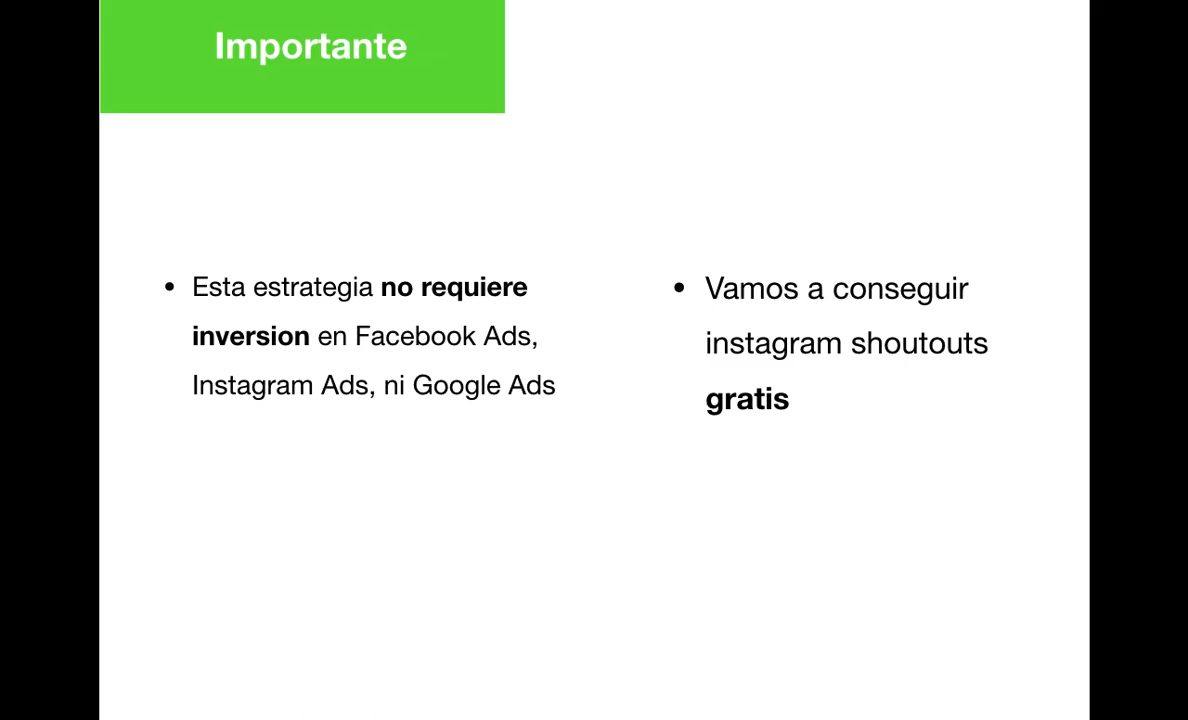 Importante
• Esta estrategia no requiere
inversion en Facebook Ads,
Instagram Ads, ni Google Ads
• Vamos a conseguir
instagram shoutouts
gratis